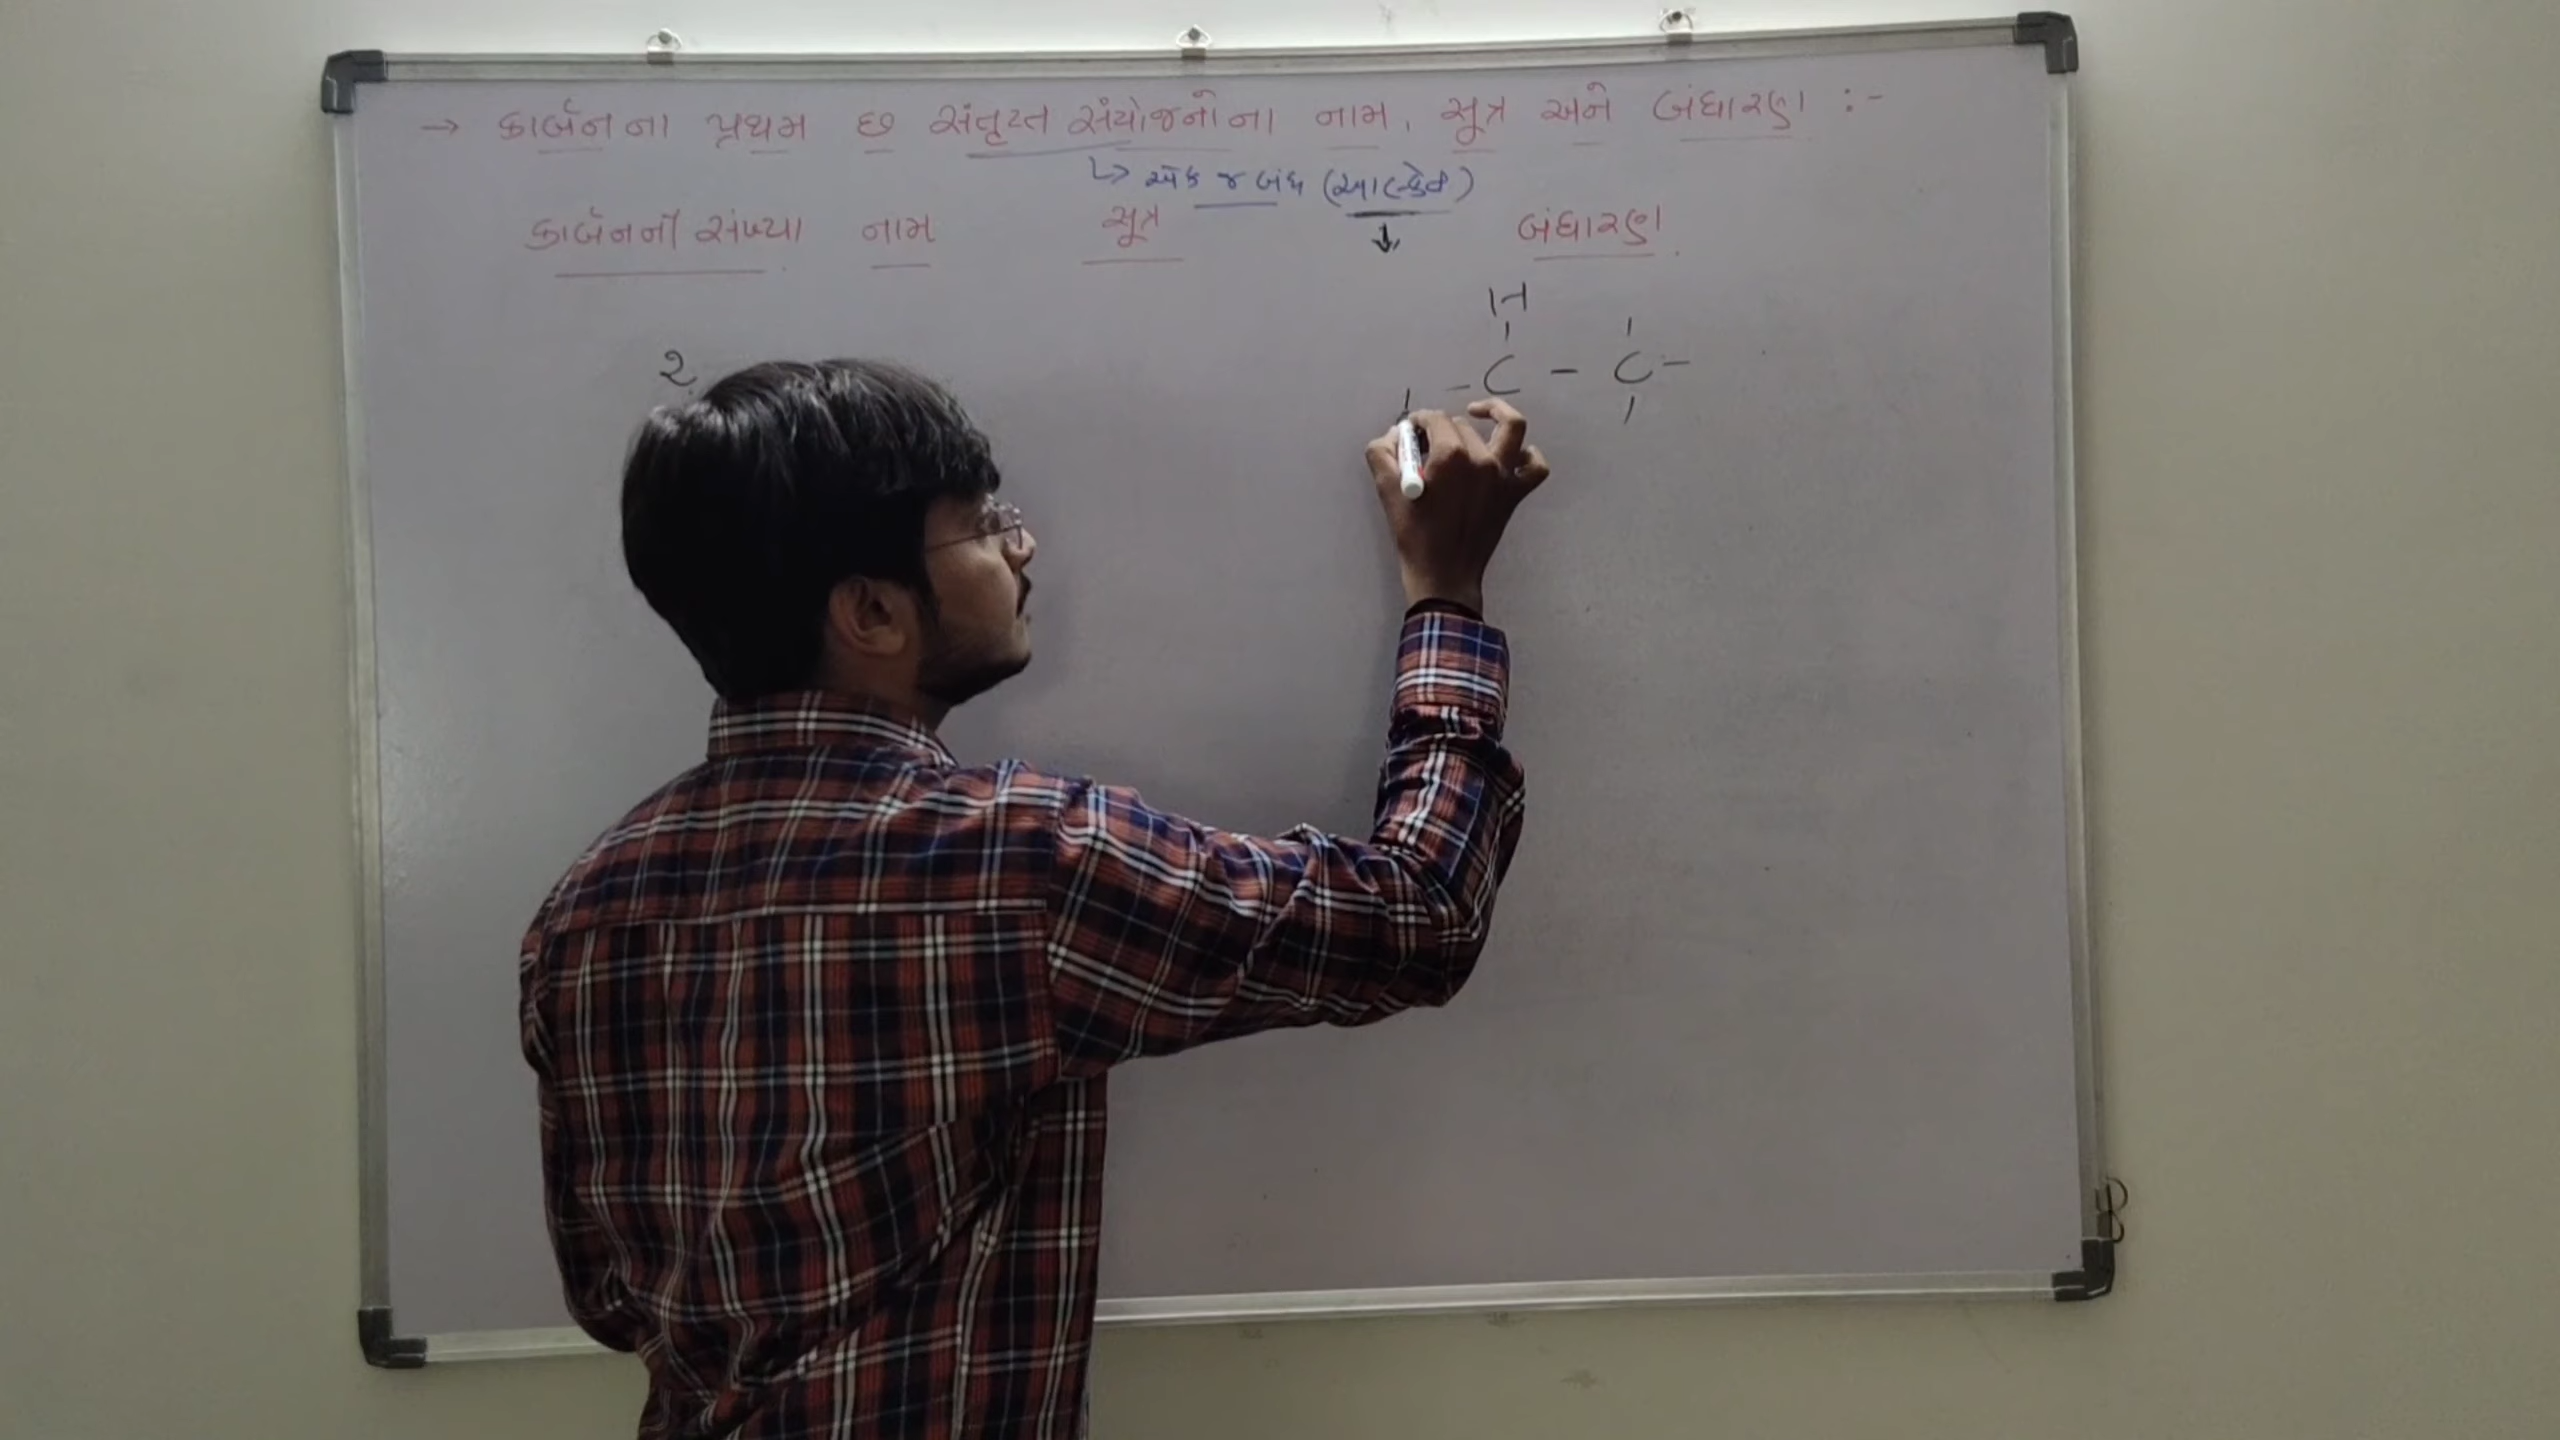 → કાર્બનના પ્રથમ છ સંતૃપ્ત સંયોજનોના નામ, સૂત્ર અને બંધારણ :-
↳ એક જ બંધ (આલ્કેન)
↓
કાર્બનની સંખ્યા નામ સૂત્ર બંધારણ
H
૨ - C - C -